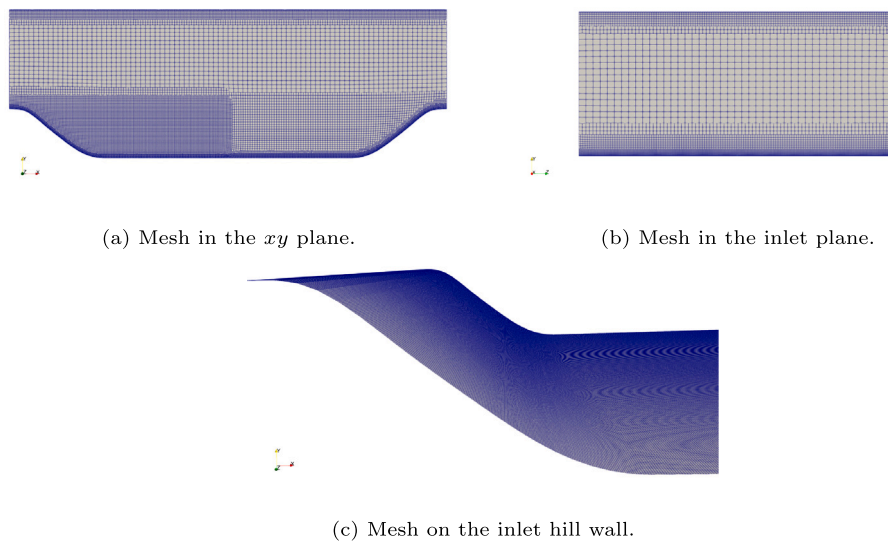 (a) Mesh in the xy plane.
(b) Mesh in the inlet plane.
(c) Mesh on the inlet hill wall.